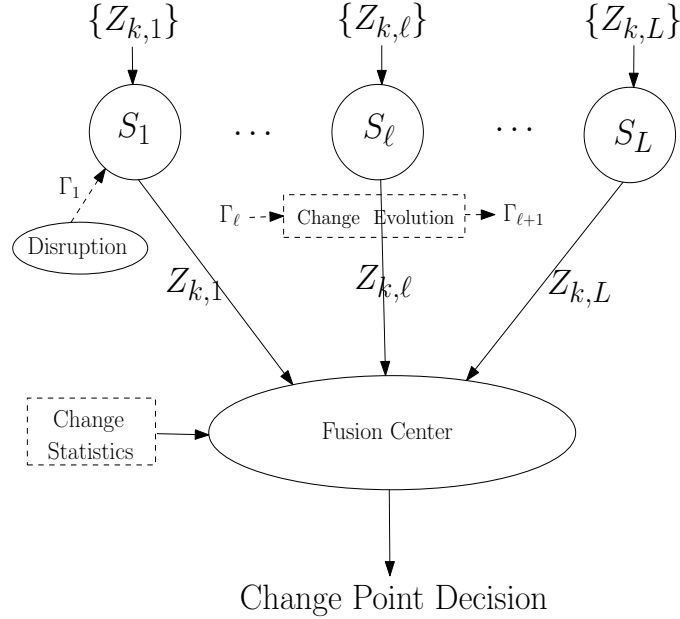 {Z_{k,1}} {Z_{k,ℓ}} {Z_{k,L}}
S_1 ... S_ℓ ... S_L
Γ_1
Γ_ℓ Change Evolution Γ_{ℓ+1}
Disruption
Z_{k,1} Z_{k,ℓ} Z_{k,L}
Change
Statistics
Fusion Center
Change Point Decision